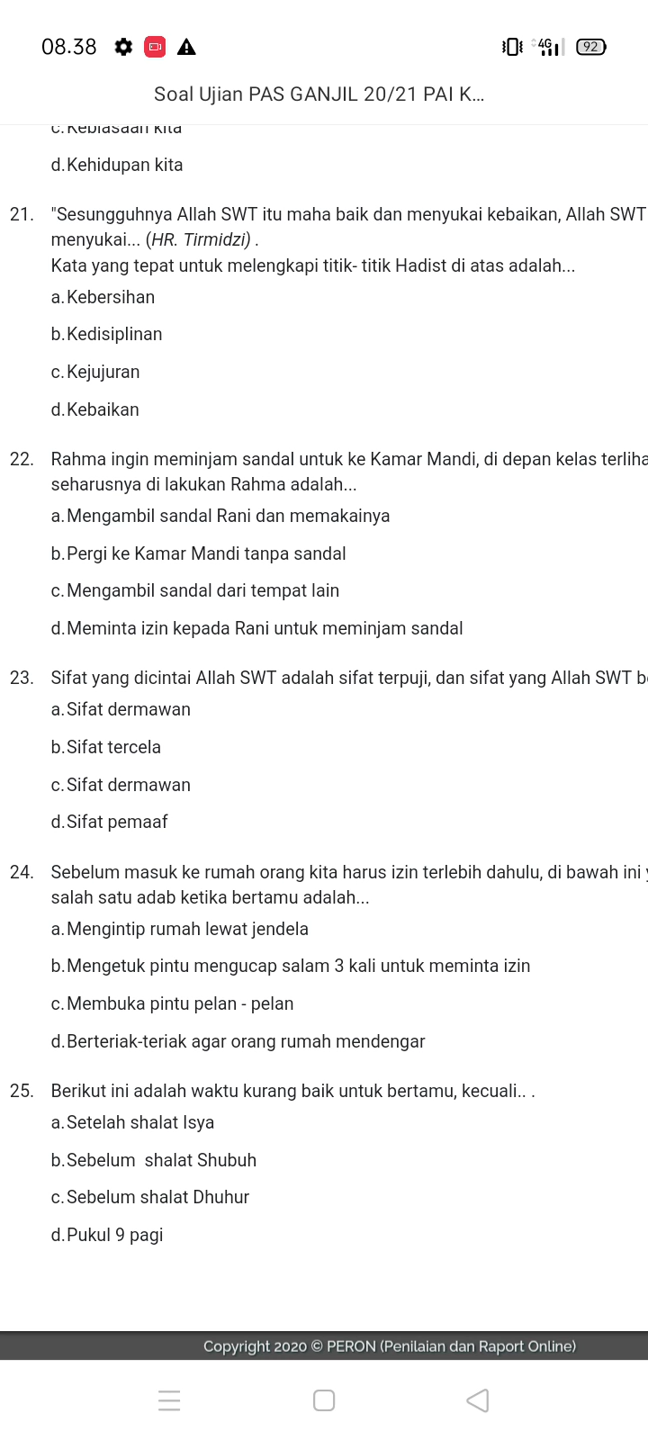 08.38
4G
92
Soal Ujian PAS GANJIL 20/21 PAI K...
c.Kebiasaan kita
d.Kehidupan kita
21. "Sesungguhnya Allah SWT itu maha baik dan menyukai kebaikan, Allah SWT
menyukai... (HR. Tirmidzi) .
Kata yang tepat untuk melengkapi titik- titik Hadist di atas adalah...
a.Kebersihan
b.Kedisiplinan
c.Kejujuran
d.Kebaikan
22. Rahma ingin meminjam sandal untuk ke Kamar Mandi, di depan kelas
seharusnya di lakukan Rahma adalah...
a.Mengambil sandal Rani dan memakainya
b.Pergi ke Kamar Mandi tanpa sandal
c.Mengambil sandal dari tempat lain
d.Meminta izin kepada Rani untuk meminjam sandal
23. Sifat yang dicintai Allah SWT adalah sifat terpuji, dan sifat yang Allah SWT
a.Sifat dermawan
b.Sifat tercela
c.Sifat dermawan
d.Sifat pemaaf
24. Sebelum masuk ke rumah orang kita harus izin terlebih dahulu, di bawah ini
salah satu adab ketika bertamu adalah...
a.Mengintip rumah lewat jendela
b.Mengetuk pintu mengucap salam 3 kali untuk meminta izin
c.Membuka pintu pelan - pelan
d.Berteriak-teriak agar orang rumah mendengar
25. Berikut ini adalah waktu kurang baik untuk bertamu, kecuali.. .
a.Setelah shalat Isya
b.Sebelum shalat Shubuh
c.Sebelum shalat Dhuhur
d.Pukul 9 pagi
Copyright 2020 © PERON (Penilaian dan Raport Online)